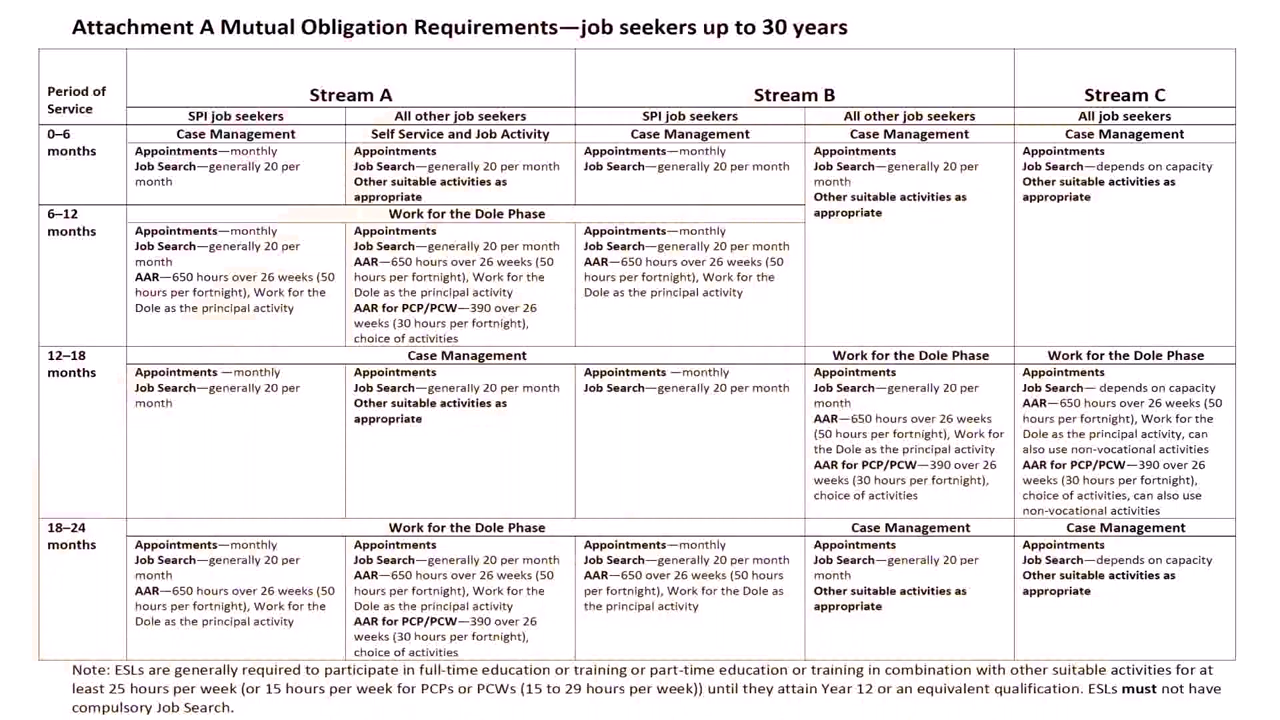 Attachment A Mutual Obligation Requirements—job seekers up to 30 years
Period of
Service
Stream A
Stream B
Stream C
SPI job seekers
All other job seekers
SPI job seekers
All other job seekers
All job seekers
0–6
months
Case Management
Appointments—monthly
Job Search—generally 20 per
month
Self Service and Job Activity
Appointments
Job Search—generally 20 per month
Other suitable activities as
appropriate
Case Management
Appointments—monthly
Job Search—generally 20 per month
Case Management
Appointments
Job Search—generally 20 per
month
Other suitable activities as
appropriate
Case Management
Appointments
Job Search—depends on capacity
Other suitable activities as
appropriate
6–12
months
Work for the Dole Phase
Appointments—monthly
Job Search—generally 20 per
month
AAR—650 hours over 26 weeks (50
hours per fortnight), Work for the
Dole as the principal activity
Appointments
Job Search—generally 20 per month
AAR—650 hours over 26 weeks (50
hours per fortnight), Work for the
Dole as the principal activity
AAR for PCP/PCW—390 over 26
weeks (30 hours per fortnight),
choice of activities
Appointments—monthly
Job Search—generally 20 per month
AAR—650 hours over 26 weeks (50
hours per fortnight), Work for the
Dole as the principal activity
12–18
months
Case Management
Appointments —monthly
Job Search—generally 20 per
month
Appointments
Job Search—generally 20 per month
Other suitable activities as
appropriate
Appointments —monthly
Job Search—generally 20 per month
Work for the Dole Phase
Appointments
Job Search—generally 20 per
month
AAR—650 hours over 26 weeks
(50 hours per fortnight), Work for
the Dole as the principal activity
AAR for PCP/PCW—390 over 26
weeks (30 hours per fortnight),
choice of activities
Work for the Dole Phase
Appointments
Job Search— depends on capacity
AAR—650 hours over 26 weeks (50
hours per fortnight), Work for the
Dole as the principal activity, can
also use non-vocational activities
AAR for PCP/PCW—390 over 26
weeks (30 hours per fortnight),
choice of activities, can also use
non-vocational activities
18–24
months
Work for the Dole Phase
Appointments—monthly
Job Search—generally 20 per
month
AAR—650 hours over 26 weeks (50
hours per fortnight), Work for the
Dole as the principal activity
Appointments
Job Search—generally 20 per month
AAR—650 hours over 26 weeks (50
hours per fortnight), Work for the
Dole as the principal activity
AAR for PCP/PCW—390 over 26
weeks (30 hours per fortnight),
choice of activities
Appointments—monthly
Job Search—generally 20 per month
AAR—650 hours over 26 weeks (50 hours
per fortnight), Work for the Dole as
the principal activity
Case Management
Appointments
Job Search—generally 20 per
month
Other suitable activities as
appropriate
Case Management
Appointments
Job Search—depends on capacity
Other suitable activities as
appropriate
Note: ESLs are generally required to participate in full-time education or training or part-time education or training in combination with other suitable activities for at
least 25 hours per week (or 15 hours per week for PCPs or PCWs (15 to 29 hours per week)) until they attain Year 12 or an equivalent qualification. ESLs must not have
compulsory Job Search.